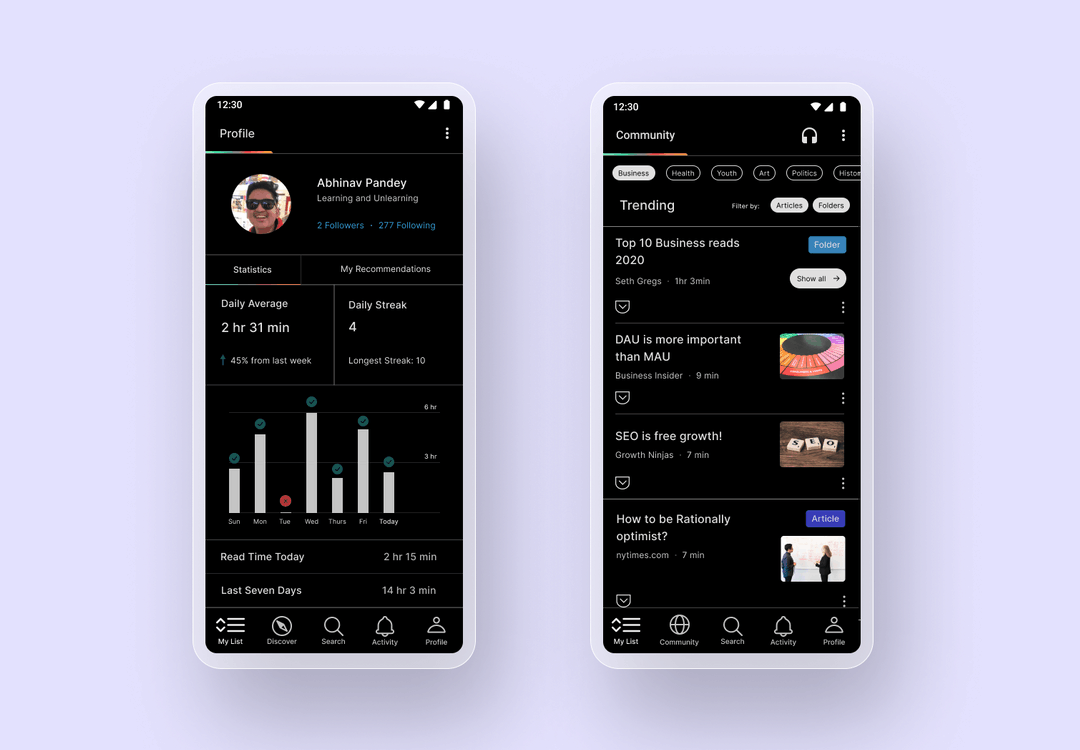 12:30
Profile
Abhinav Pandey
Learning and Unlearning
2 Followers · 277 Following
Statistics
My Recommendations
Daily Average
2 hr 31 min
45% from last week
Daily Streak
4
Longest Streak: 10
6 hr
3 hr
Sun Mon Tue Wed Thurs Fri Today
Read Time Today 2 hr 15 min
Last Seven Days 14 hr 3 min
My List Discover Search Activity Profile
12:30
Community
Business Health Youth Art Politics Histor
Trending
Filter by: Articles Folders
Top 10 Business reads
2020
Folder
Seth Gregs · 1hr 3min
Show all →
DAU is more important
than MAU
Business Insider · 9 min
SEO is free growth!
Growth Ninjas · 7 min
SEO
How to be Rationally
optimist?
Article
nytimes.com · 7 min
My List Community Search Activity Profile